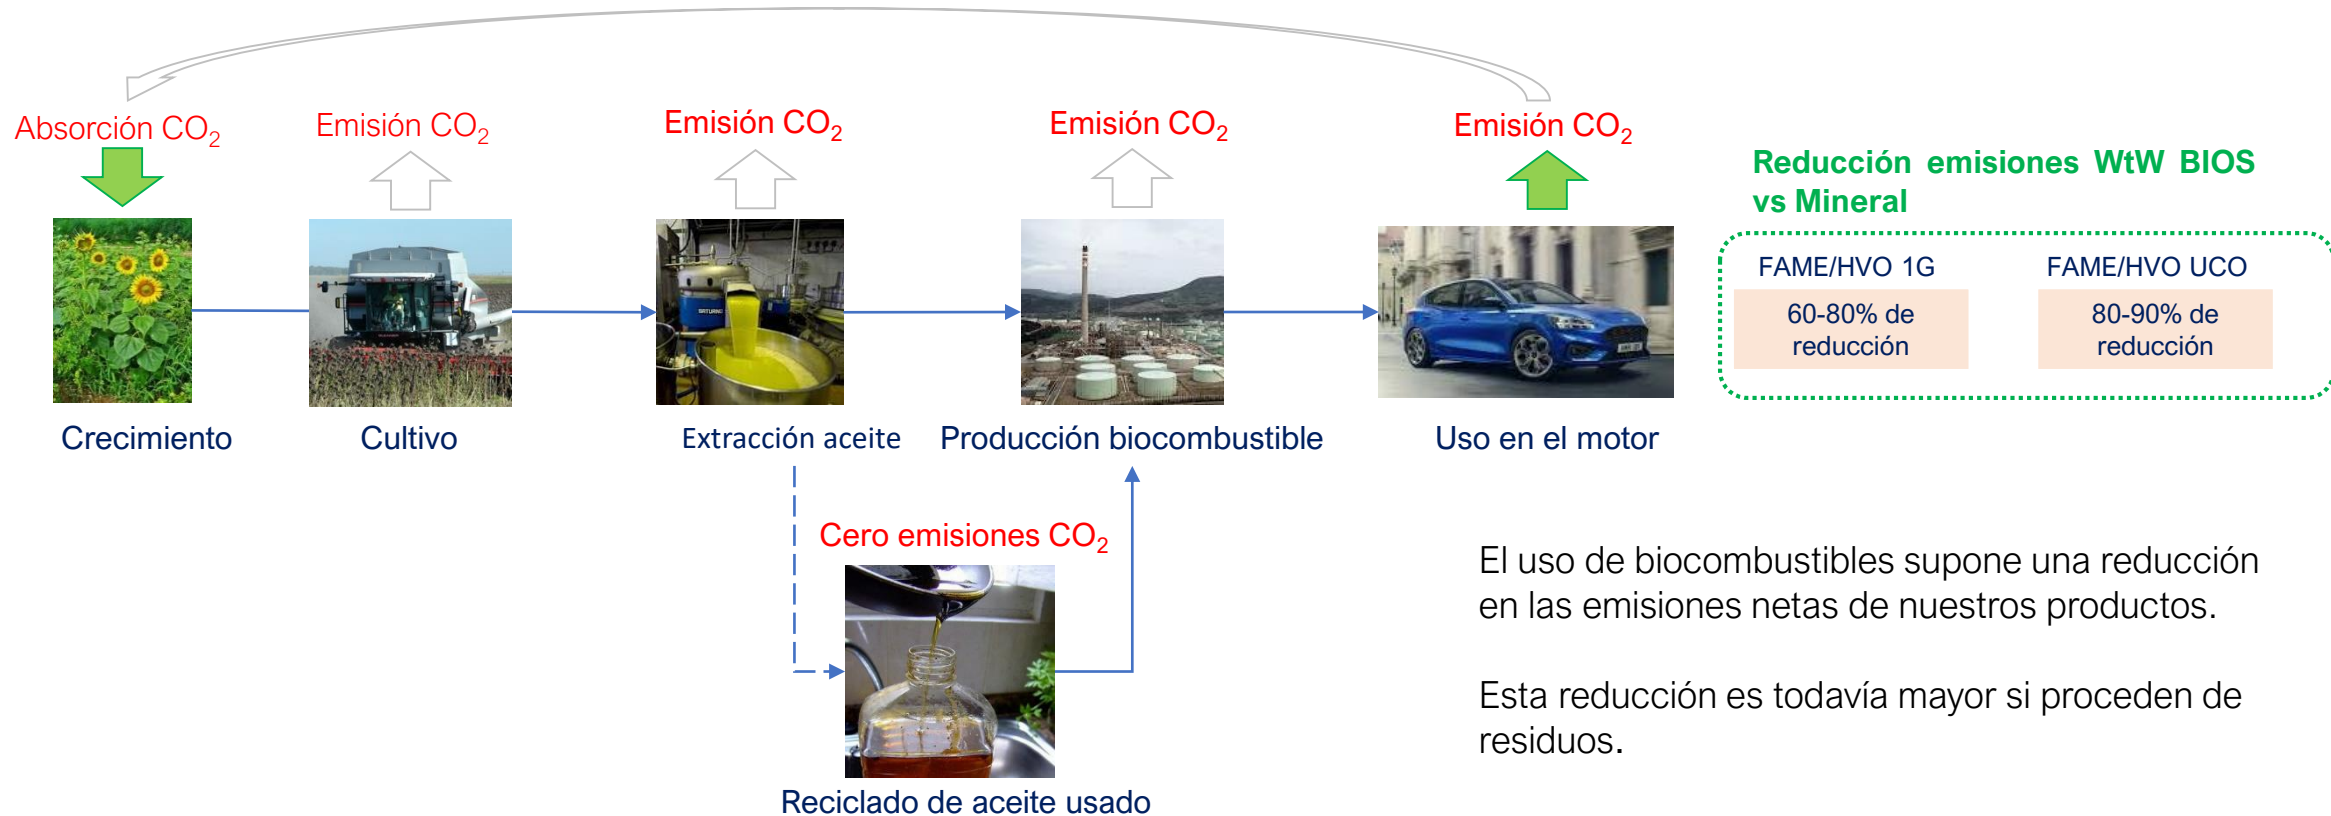 Absorción CO₂
Emisión CO₂
Emisión CO₂
Emisión CO₂
Emisión CO₂
Crecimiento
Cultivo
Extracción aceite
Producción biocombustible
Uso en el motor
Cero emisiones CO₂
Reciclado de aceite usado
Reducción emisiones WtW BIOS
vs Mineral
FAME/HVO 1G
60-80% de
reducción
FAME/HVO UCO
80-90% de
reducción
El uso de biocombustibles supone una reducción
en las emisiones netas de nuestros productos.
Esta reducción es todavía mayor si proceden de
residuos.